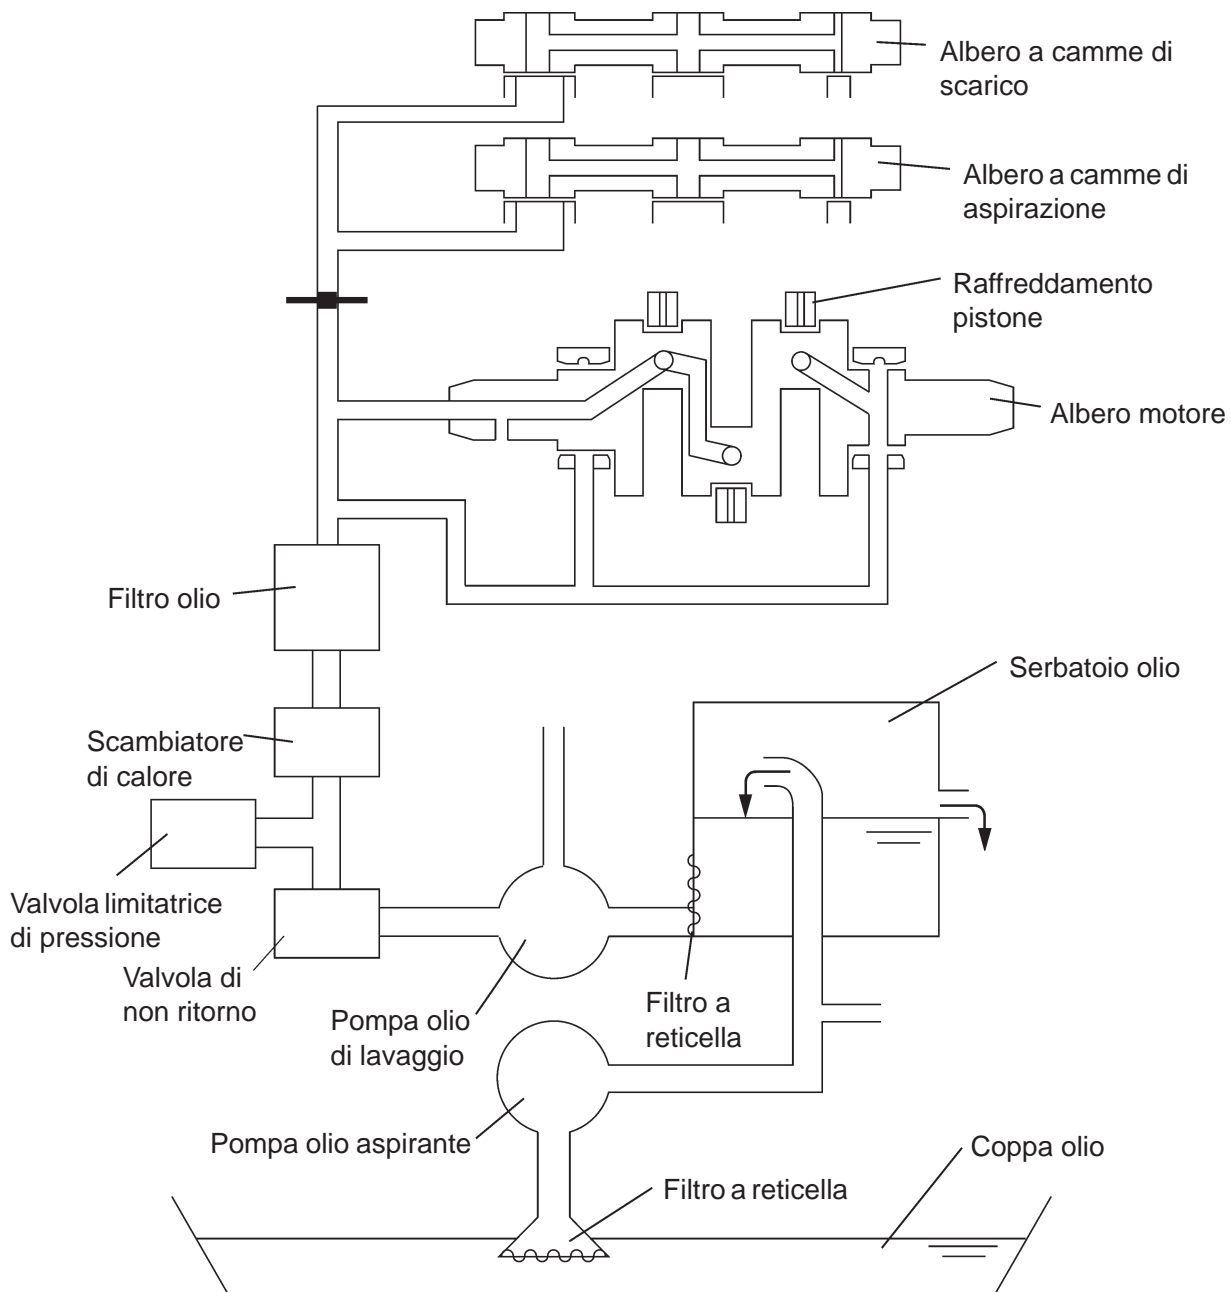 Albero a camme di
scarico
Albero a camme di
aspirazione
Raffreddamento
pistone
Albero motore
Filtro olio
Serbatoio olio
Scambiatore
di calore
Valvola limitatrice
di pressione
Valvola di
non ritorno
Pompa olio
di lavaggio
Filtro a
reticella
Pompa olio aspirante
Coppa olio
Filtro a reticella